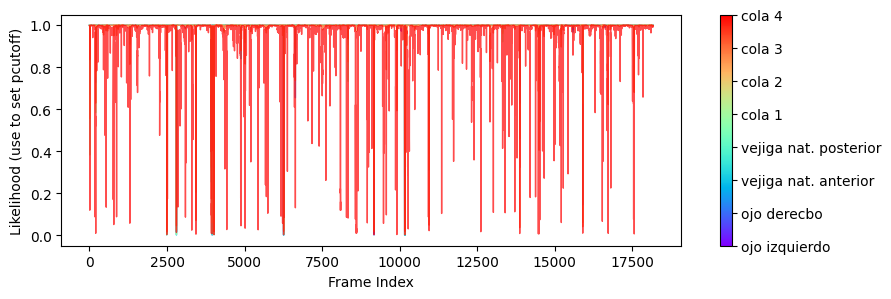 Likelihood (use to set pcutoff)
1.0
0.8
0.6
0.4
0.2
0.0
0 2500 5000 7500 10000 12500 15000 17500
Frame Index
cola 4
cola 3
cola 2
cola 1
vejiga nat. posterior
vejiga nat. anterior
ojo derecbo
ojo izquierdo